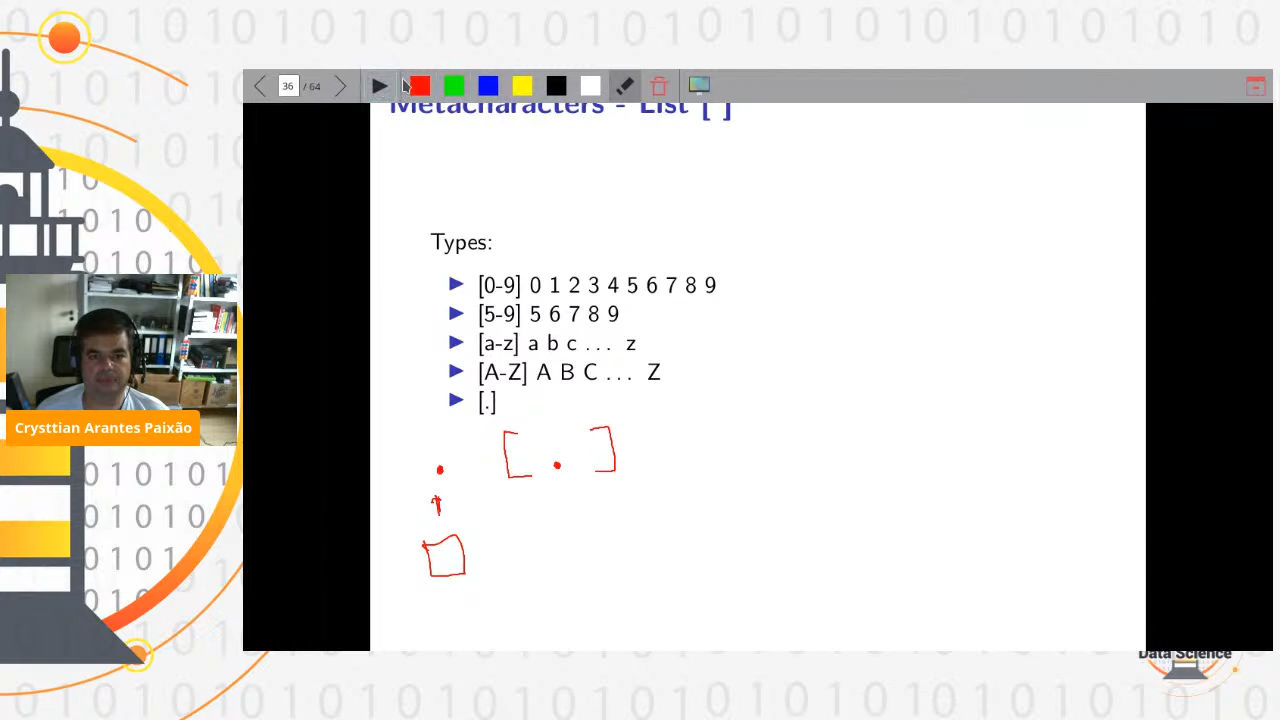 36 / 64
Metacharacters - List [ ]
Types:
[0-9] 0 1 2 3 4 5 6 7 8 9
[5-9] 5 6 7 8 9
[a-z] a b c . . . z
[A-Z] A B C . . . Z
[.]
. [ . ]
Crysttian Arantes Paixão
Data Science